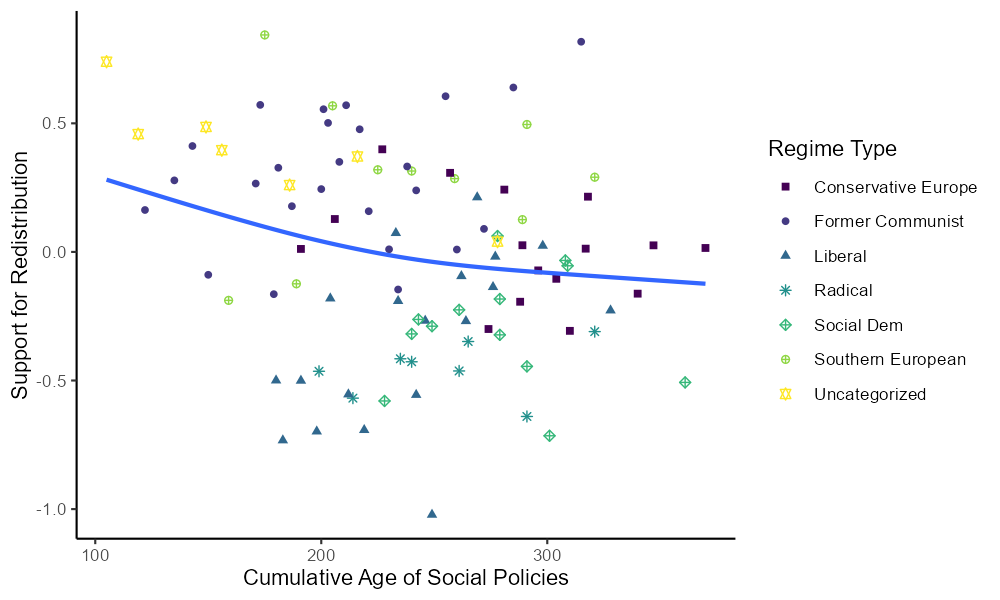 Support for Redistribution
0.5
0.0
-0.5
-1.0
100
200
300
Cumulative Age of Social Policies
Regime Type
Conservative Europe
Former Communist
Liberal
Radical
Social Dem
Southern European
Uncategorized